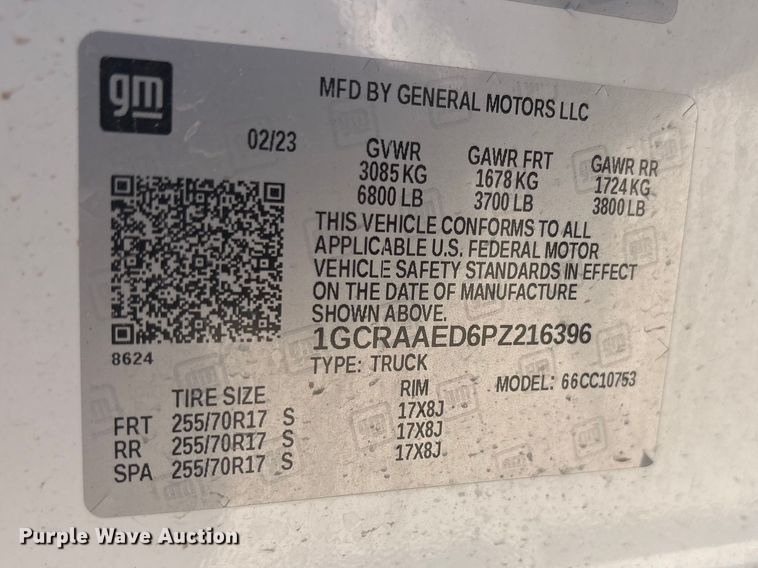 gm
MFD BY GENERAL MOTORS LLC
02/23
GVWR GAWR FRT GAWR RR
3085 KG 1678 KG 1724 KG
6800 LB 3700 LB 3800 LB
THIS VEHICLE CONFORMS TO ALL
APPLICABLE U.S. FEDERAL MOTOR
VEHICLE SAFETY STANDARDS IN EFFECT
ON THE DATE OF MANUFACTURE
SHOWN ABOVE.
8624
1GCRAAED6PZ216396
TYPE: TRUCK
MODEL: 66CC10753
TIRE SIZE RIM
FRT 255/70R17 S 17X8J
RR 255/70R17 S 17X8J
SPA 255/70R17 S 17X8J
Purple Wave Auction